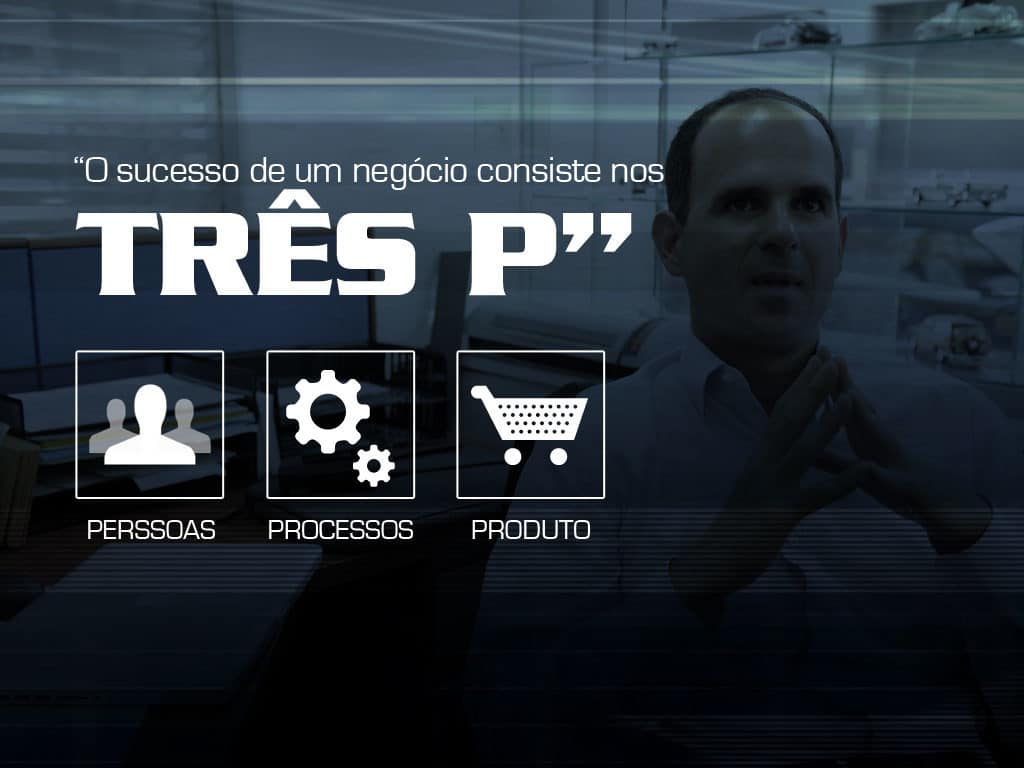 “O sucesso de um negócio consiste nos
TRÊS P”
PERSSOAS
PROCESSOS
PRODUTO